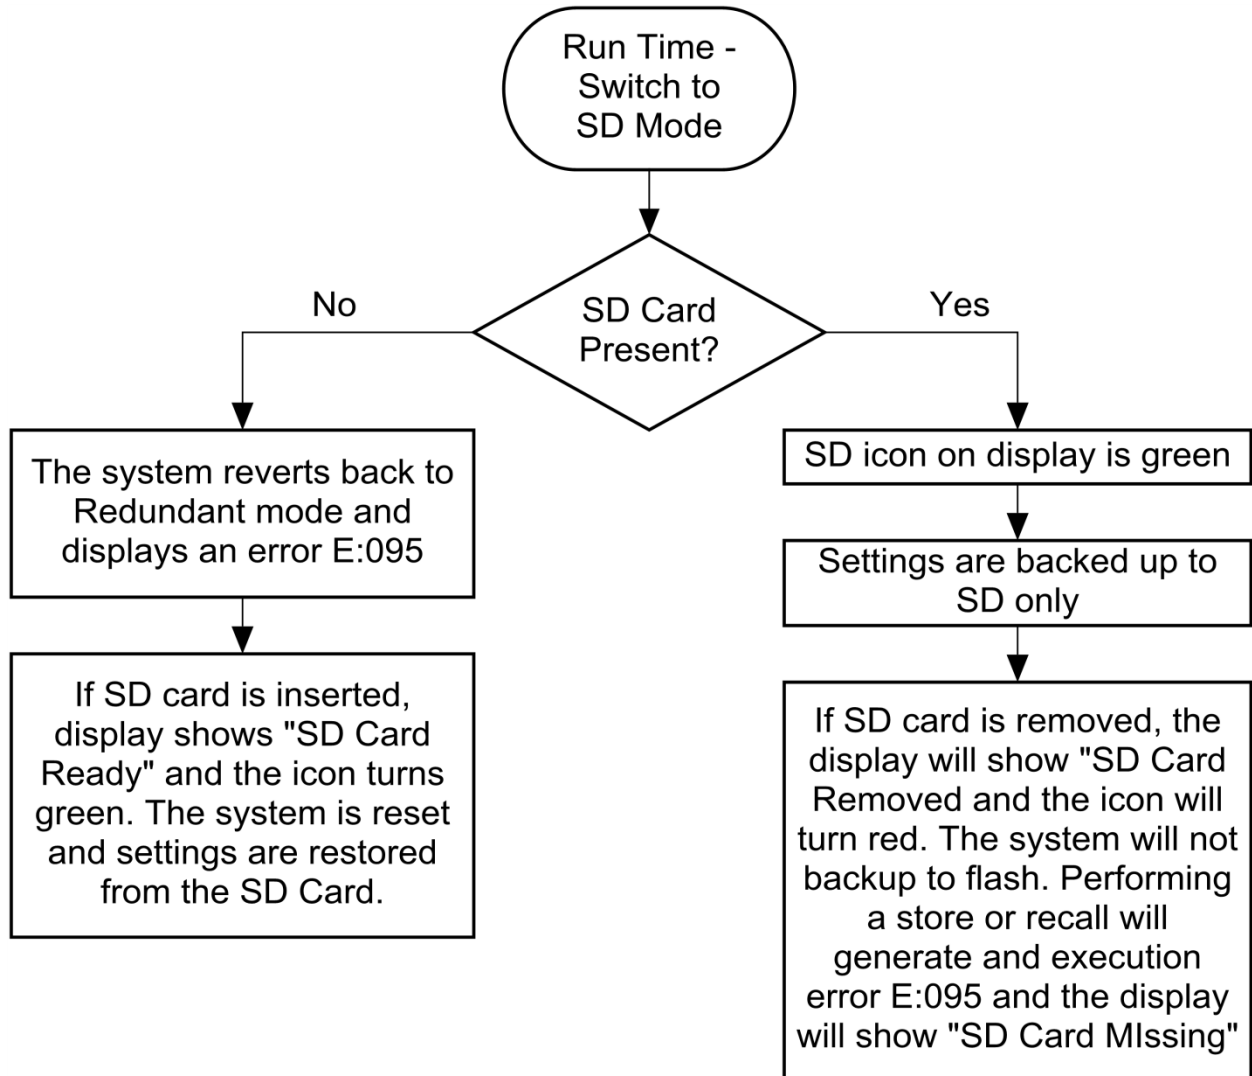 Run Time -
Switch to
SD Mode
SD Card
Present?
No
Yes
The system reverts back to
Redundant mode and
displays an error E:095
If SD card is inserted,
display shows "SD Card
Ready" and the icon turns
green. The system is reset
and settings are restored
from the SD Card.
SD icon on display is green
Settings are backed up to
SD only
If SD card is removed, the
display will show "SD Card
Removed and the icon will
turn red. The system will not
backup to flash. Performing
a store or recall will
generate and execution
error E:095 and the display
will show "SD Card MIssing"